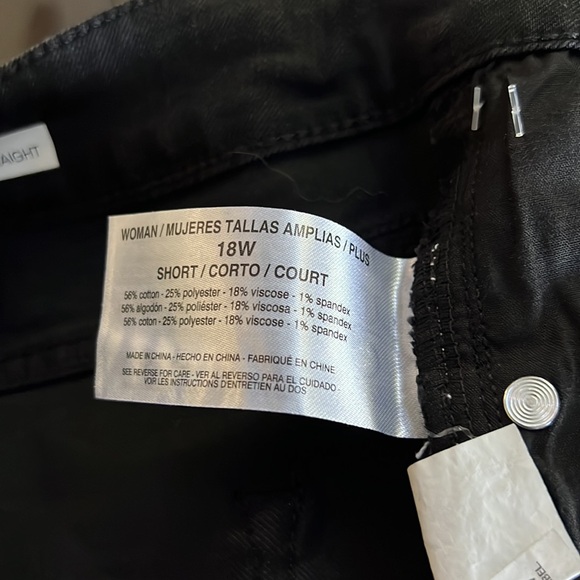 AIGHT
WOMAN / MUJERES TALLAS AMPLIAS / PLUS
18W
SHORT / CORTO / COURT
56% cotton - 25% polyester - 18% viscose - 1% spandex
56% algodón - 25% poliéster - 18% viscosa - 1% spandex
56% coton - 25% polyester - 18% viscose - 1% spandex
MADE IN CHINA - HECHO EN CHINA - FABRIQUÉ EN CHINE
SEE REVERSE FOR CARE - VER AL REVERSO PARA EL CUIDADO -
VOIR LES INSTRUCTIONS D'ENTRETIEN AU DOS
BEL